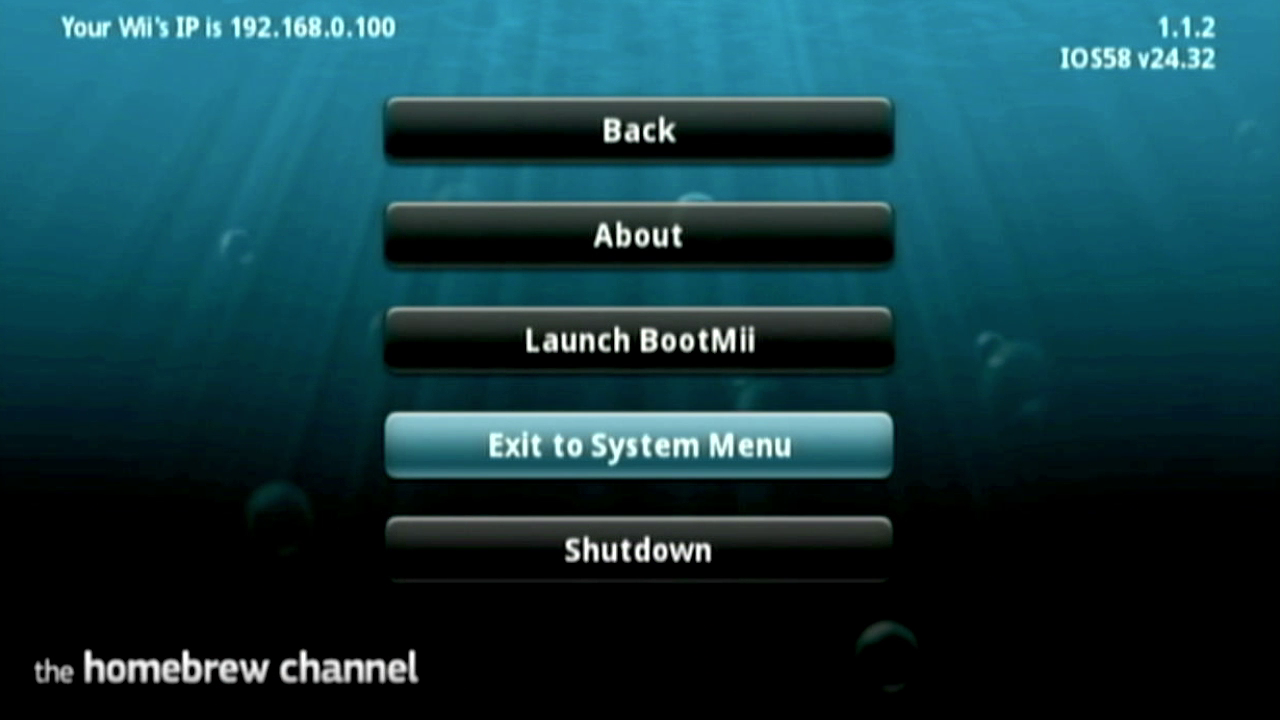 Your Wii's IP is 192.168.0.100
1.1.2
IOS58 v24.32
Back
About
Launch BootMii
Exit to System Menu
Shutdown
the homebrew channel